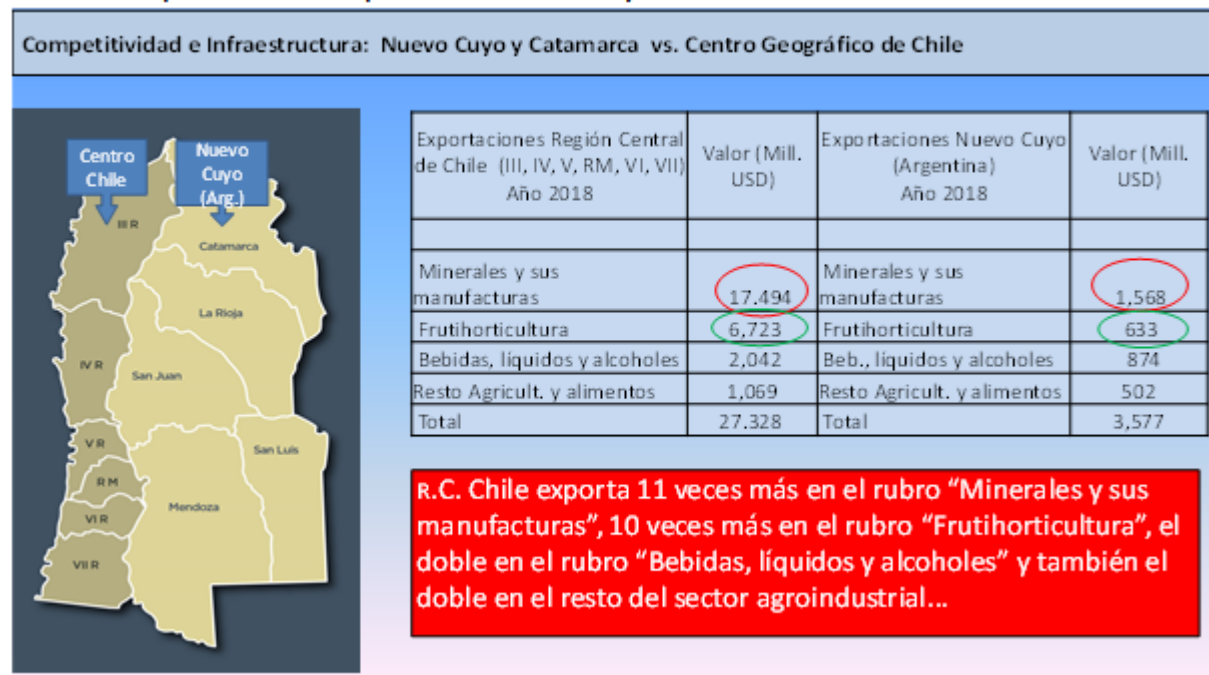 Competitividad e Infraestructura: Nuevo Cuyo y Catamarca vs. Centro Geográfico de Chile
Centro
Chile
Nuevo
Cuyo
(Arg.)
III R
Catamarca
La Rioja
IV R
San Juan
V R
San Luis
R M
Mendoza
VI R
VII R
Exportaciones Región Central
de Chile (III, IV, V, RM, VI, VII)
Año 2018
Valor (Mill.
USD)
Exportaciones Nuevo Cuyo
(Argentina)
Año 2018
Valor (Mill.
USD)
Minerales y sus
manufacturas
17.494
Minerales y sus
manufacturas
1,568
Frutihorticultura 6,723 Frutihorticultura 633
Bebidas, líquidos y alcoholes 2,042 Beb., líquidos y alcoholes 874
Resto Agricult. y alimentos 1,069 Resto Agricult. y alimentos 502
Total 27.328 Total 3,577
R.C. Chile exporta 11 veces más en el rubro “Minerales y sus
manufacturas”, 10 veces más en el rubro “Frutihorticultura”, el
doble en el rubro “Bebidas, líquidos y alcoholes” y también el
doble en el resto del sector agroindustrial...